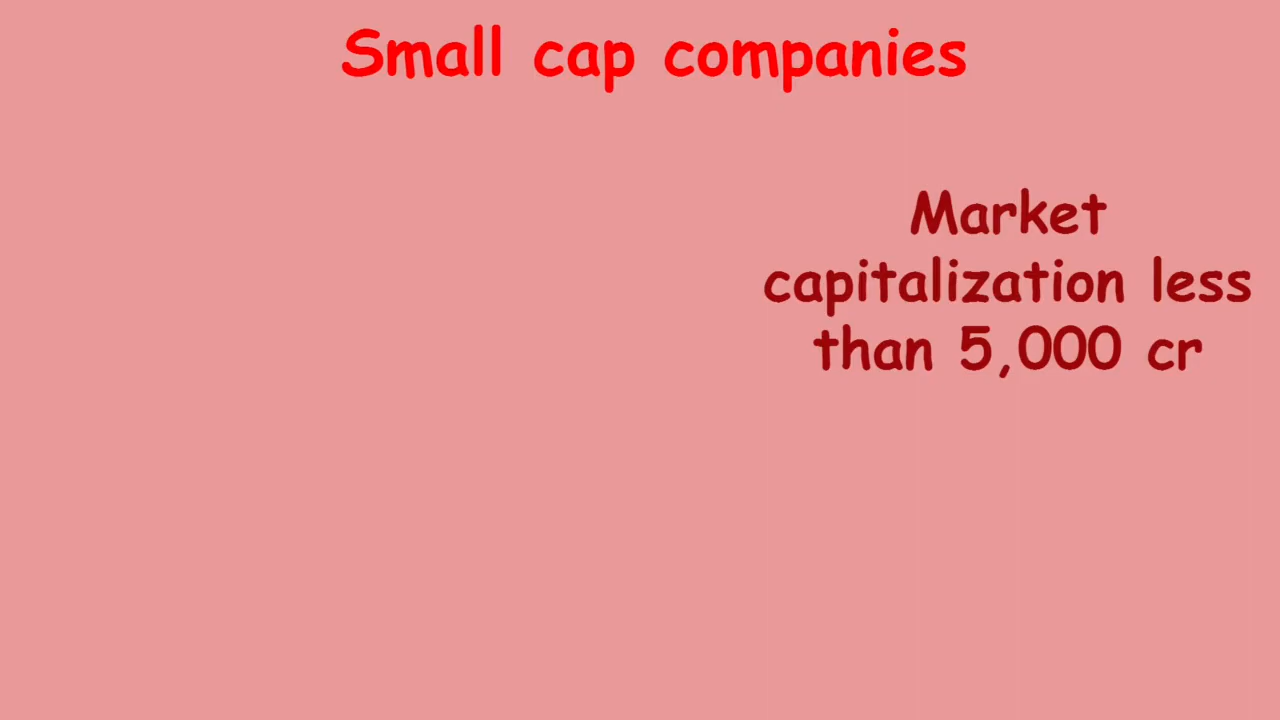 Small cap companies
Market
capitalization less
than 5,000 cr